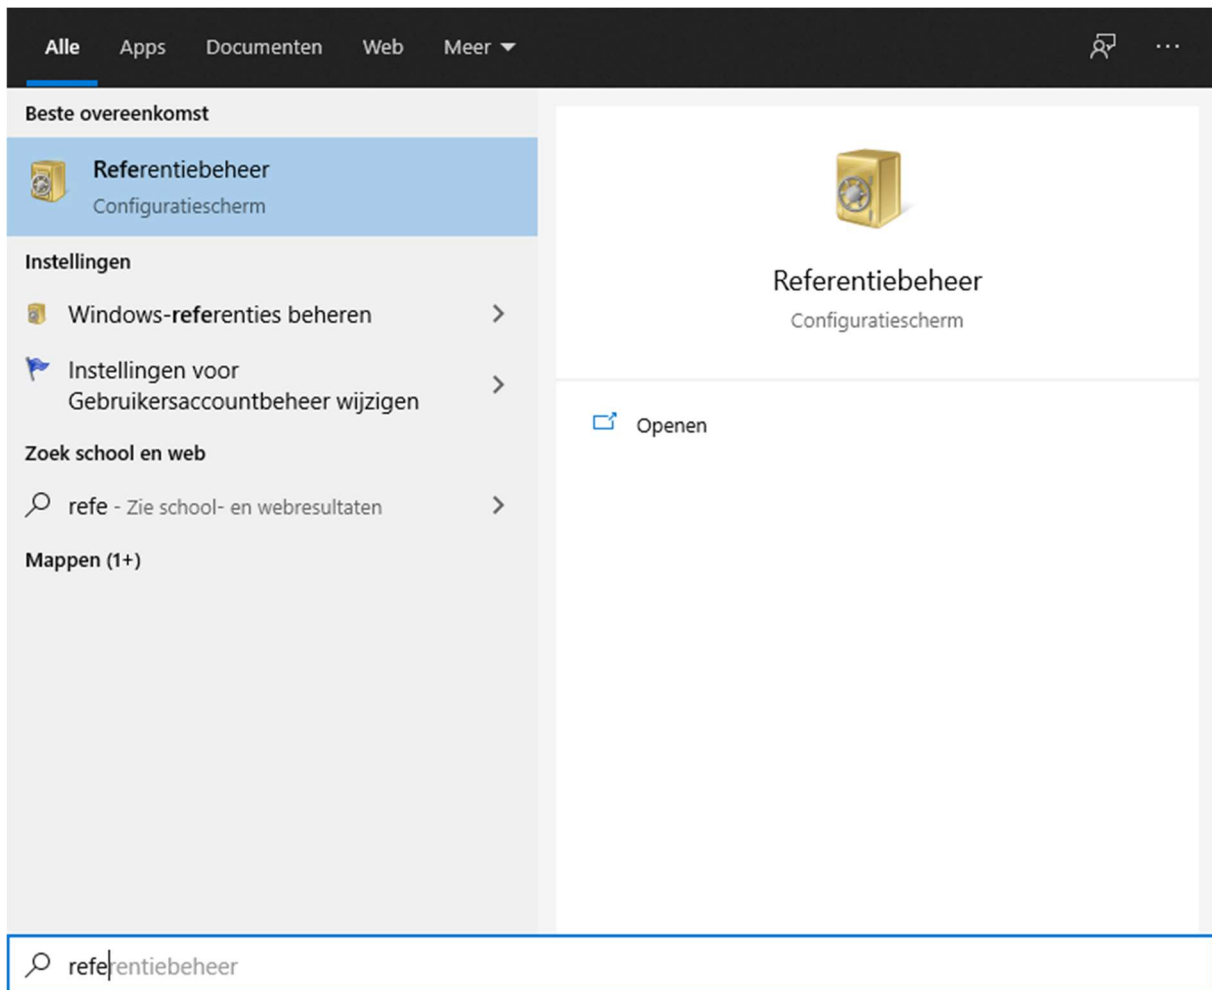 Alle Apps Documenten Web Meer
Beste overeenkomst
Referentiebeheer
Configuratiescherm
Instellingen
Windows-referenties beheren
Instellingen voor
Gebruikersaccountbeheer wijzigen
Zoek school en web
refe - Zie school- en webresultaten
Mappen (1+)
Referentiebeheer
Configuratiescherm
Openen
referentiebeheer